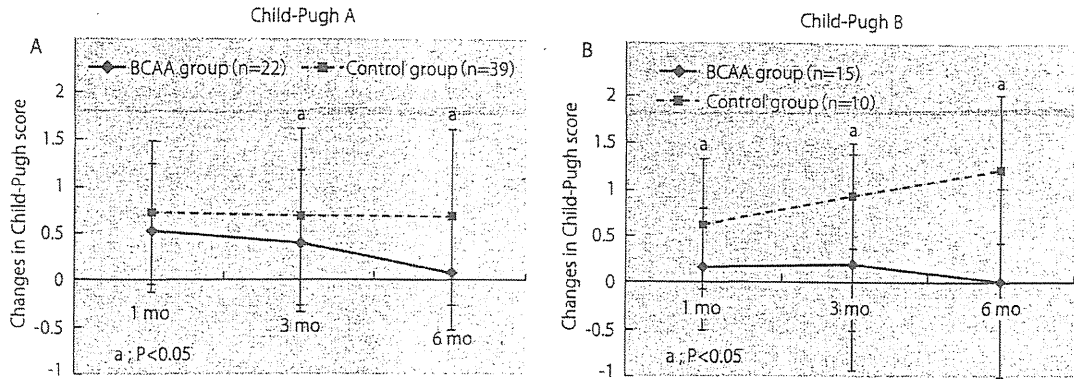 Child-Pugh A
A
BCAA group (n=22) Control group (n=39)
Changes in Child-Pugh score
2
1.5
1
0.5
0
-0.5
-1
a
a
1 mo
3 mo
6 mo
a ; P<0.05
Child-Pugh B
B
BCAA group (n=15)
Control group (n=10)
Changes in Child-Pugh score
2
1.5
1
0.5
0
-0.5
-1
a
a
a
1 mo
3 mo
6 mo
a ; P<0.05